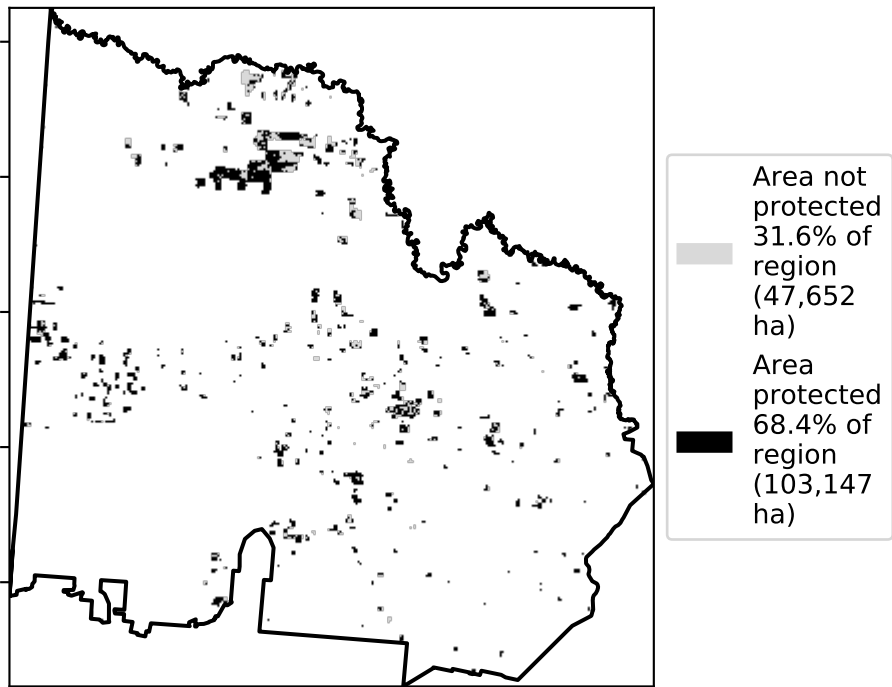 Area not
protected
31.6% of
region
(47,652
ha)
Area
protected
68.4% of
region
(103,147
ha)